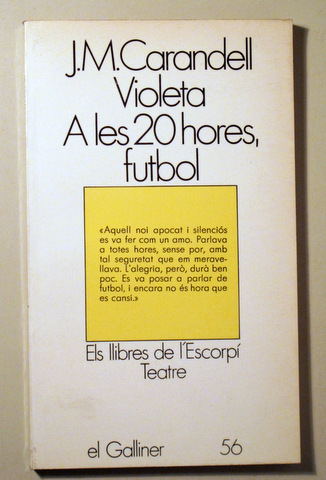 J.M.Carandell
Violeta
A les 20 hores,
futbol
«Aquell noi apocat i silenciós
es va fer com un amo. Parlava
a totes hores, sense por, amb
tal seguretat que em merave-
llava. L'alegria, però, durà ben
poc. Es va posar a parlar de
futbol, i encara no és hora que
es cansi.»
Els llibres de l'Escorpí
Teatre
el Galliner 56